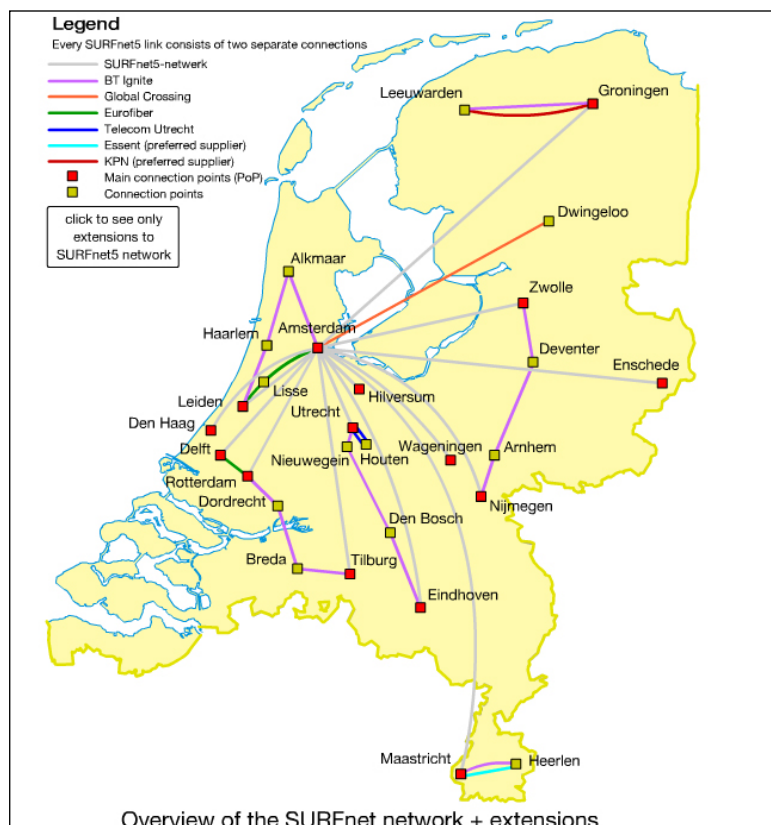 Legend
Every SURFnet5 link consists of two separate connections
SURFnet5-netwerk
BT Ignite
Global Crossing
Eurofiber
Telecom Utrecht
Essent (preferred supplier)
KPN (preferred supplier)
Main connection points (PoP)
Connection points
click to see only
extensions to
SURFnet5 network
Leeuwarden
Groningen
Dwingeloo
Alkmaar
Zwolle
Haarlem
Amsterdam
Deventer
Enschede
Lisse
Hilversum
Leiden
Den Haag
Utrecht
Delft
Wageningen
Arnhem
Nieuwegein
Houten
Rotterdam
Dordrecht
Nijmegen
Den Bosch
Breda
Tilburg
Eindhoven
Maastricht
Heerlen
Overview of the SURFnet network + extensions